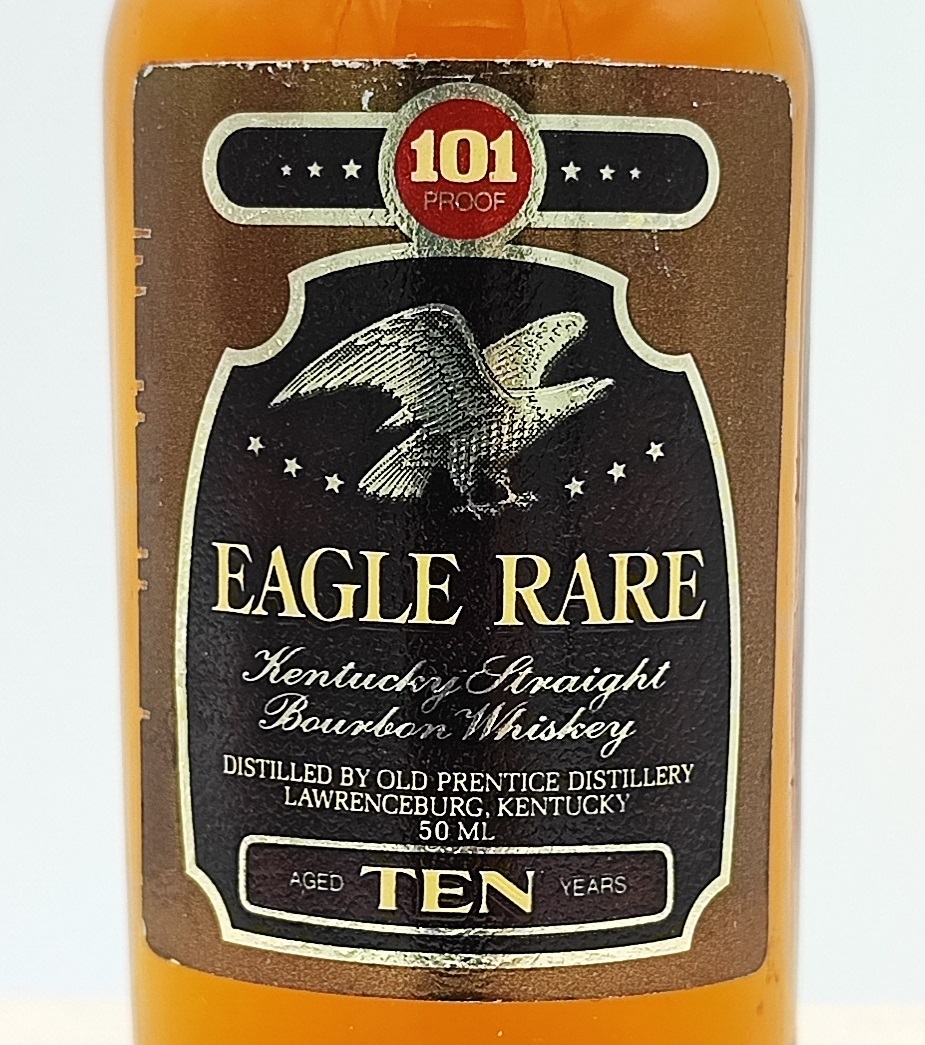 101
PROOF
EAGLE RARE
Kentucky Straight
Bourbon Whiskey
DISTILLED BY OLD PRENTICE DISTILLERY
LAWRENCEBURG, KENTUCKY
50 ML
AGED TEN YEARS